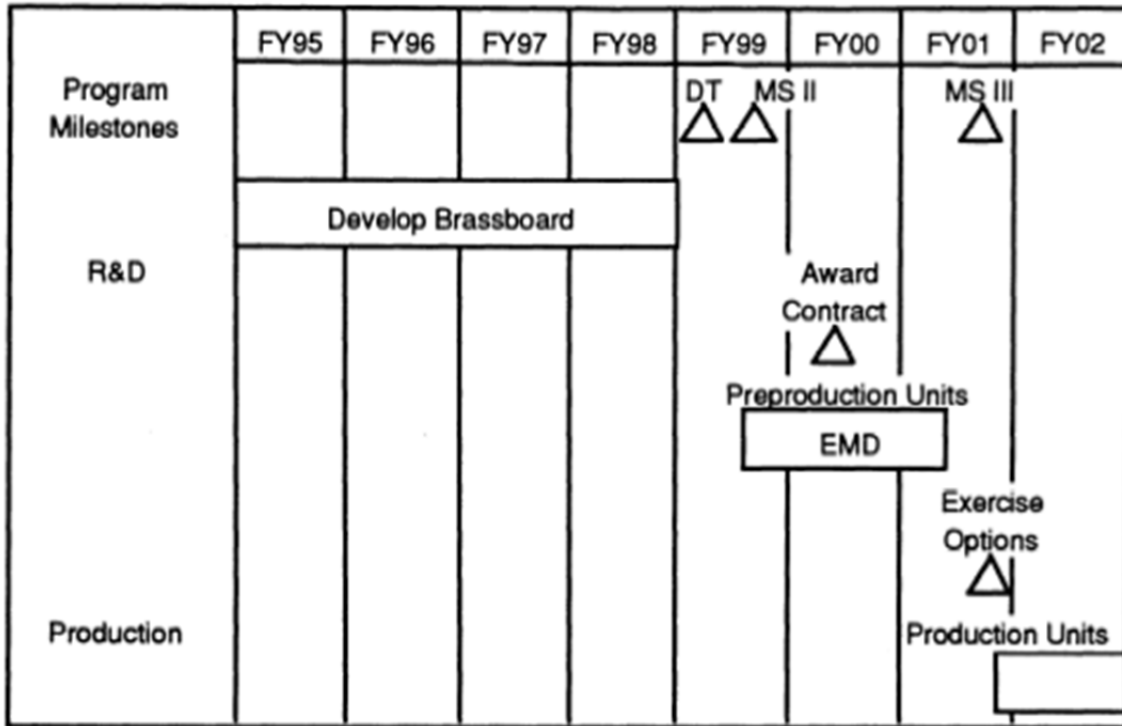 FY95 FY96 FY97 FY98 FY99 FY00 FY01 FY02
Program
Milestones
DT MS II MS III
Develop Brassboard
R&D
Award
Contract
Preproduction Units
EMD
Exercise
Options
Production
Production Units